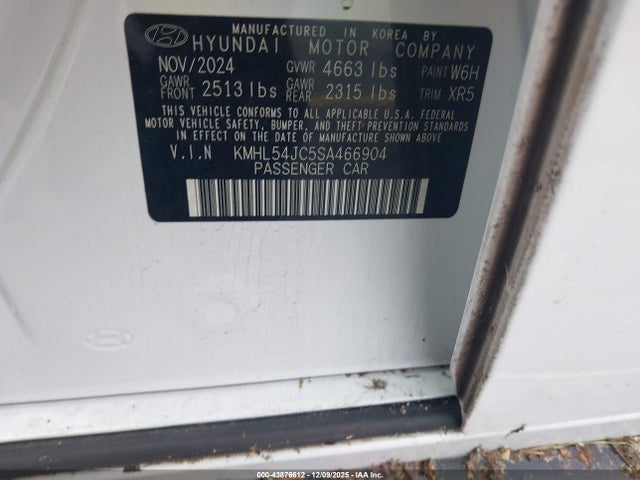 MANUFACTURED IN KOREA BY
HYUNDAI MOTOR COMPANY
NOV/2024 GVWR 4663 lbs PAINT W6H
GAWR FRONT 2513 lbs GAWR REAR 2315 lbs TRIM XR5
THIS VEHICLE CONFORMS TO ALL APPLICABLE U.S. FEDERAL
MOTOR VEHICLE SAFETY, BUMPER, AND THEFT PREVENTION STANDARDS
IN EFFECT ON THE DATE OF MANUFACTURE SHOWN ABOVE.
V.I.N KMHL54JC5SA466904
PASSENGER CAR
000-43876612 12/09/2025 IAA Inc.